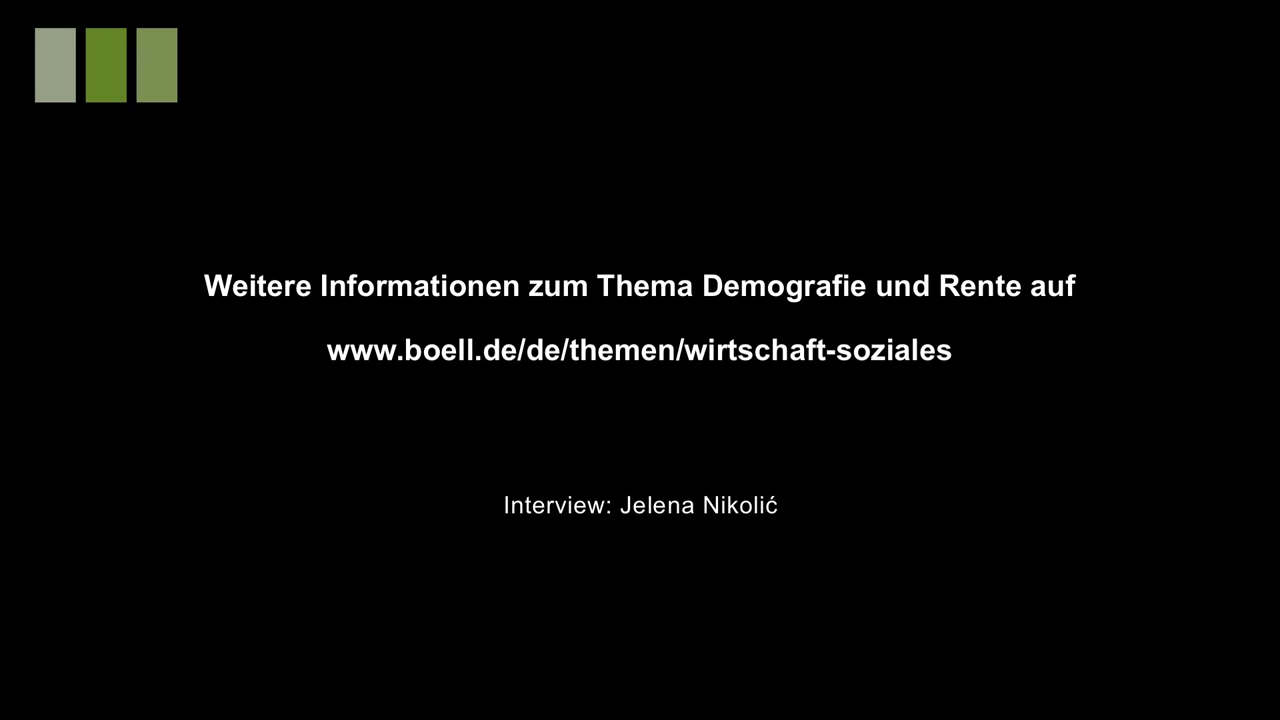 Weitere Informationen zum Thema Demografie und Rente auf
www.boell.de/de/themen/wirtschaft-soziales
Interview: Jelena Nikolić